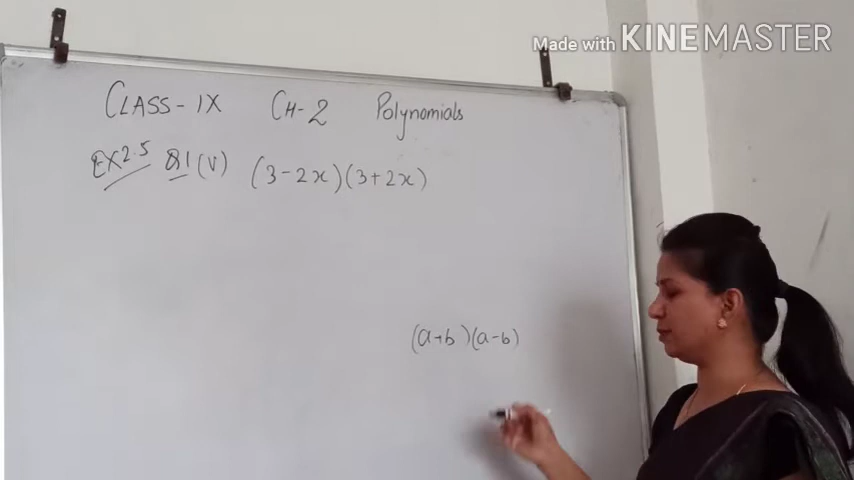 Made with KINEMASTER
CLASS-IX CH-2 Polynomials
EX2.5 Q1(V) (3-2x)(3+2x)
(a+b)(a-b)